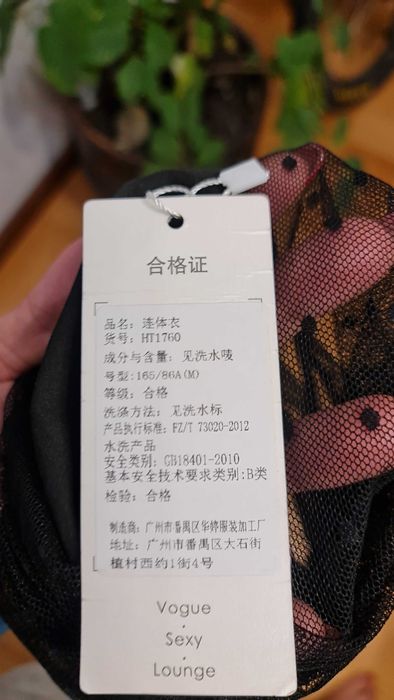 合格证
品名：连体衣
货号：HT1760
成分与含量：见洗水唛
号型：165/86A(M)
等级：合格
洗涤方法：见洗水标
产品执行标准：FZ/T 73020-2012
水洗产品
安全类别：GB18401-2010
基本安全技术要求类别：B类
检验：合格
制造商：广州市番禺区华婷服装加工厂
地址：广州市番禺区大石街
植村西约1街4号
Vogue
·
Sexy
·
Lounge